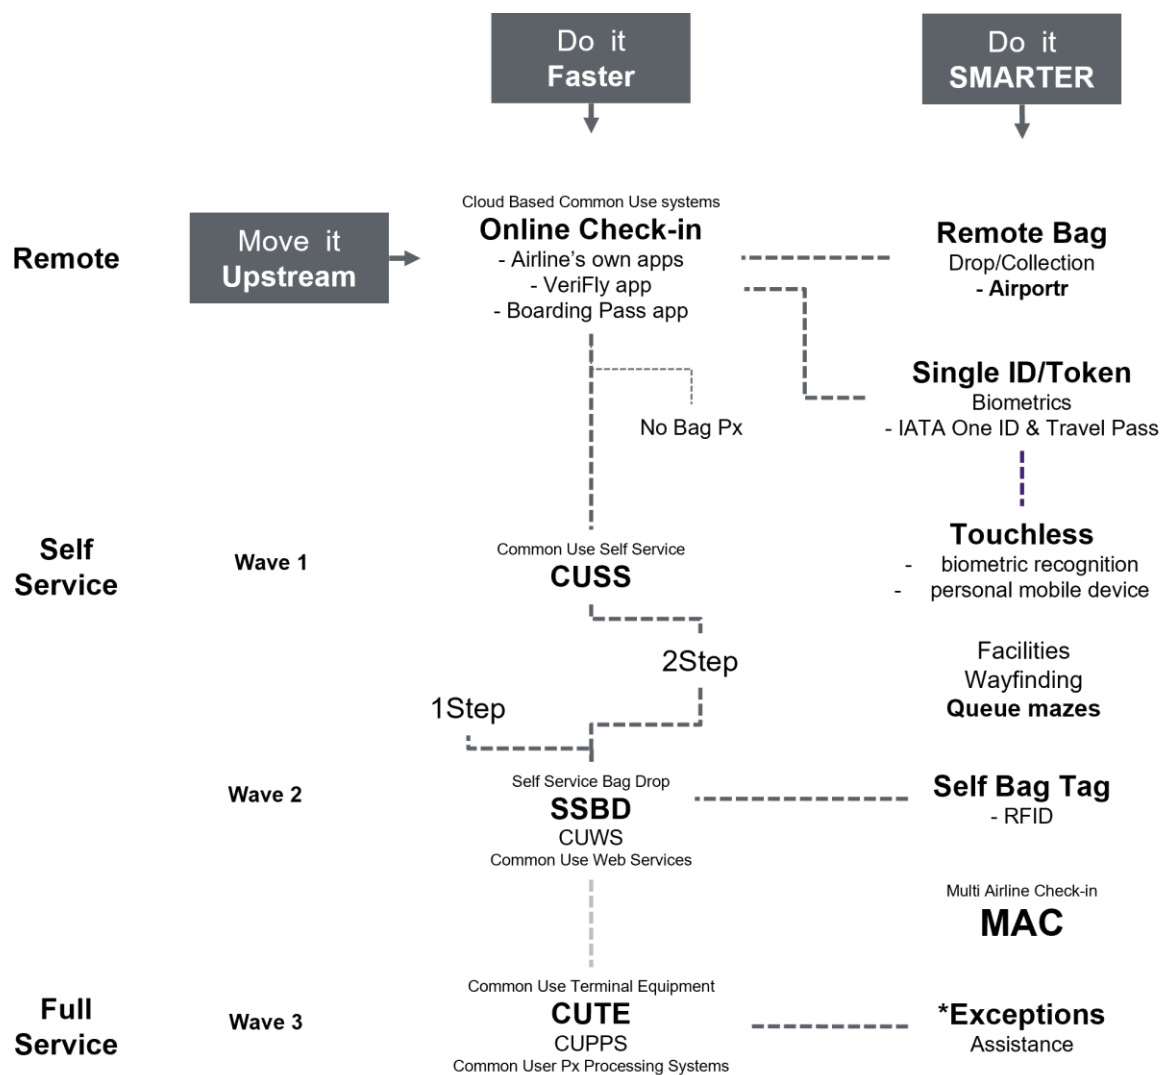 Do it
Faster
Do it
SMARTER
Remote
Move it
Upstream
Cloud Based Common Use systems
Online Check-in
- Airline's own apps
- VeriFly app
- Boarding Pass app
Remote Bag
Drop/Collection
- Airportr
No Bag Px
Single ID/Token
Biometrics
- IATA One ID & Travel Pass
Self
Service
Wave 1
Common Use Self Service
CUSS
Touchless
- biometric recognition
- personal mobile device
2Step
1Step
Facilities
Wayfinding
Queue mazes
Wave 2
Self Service Bag Drop
SSBD
CUWS
Common Use Web Services
Self Bag Tag
- RFID
Multi Airline Check-in
MAC
Full
Service
Wave 3
Common Use Terminal Equipment
CUTE
CUPPS
Common User Px Processing Systems
*Exceptions
Assistance